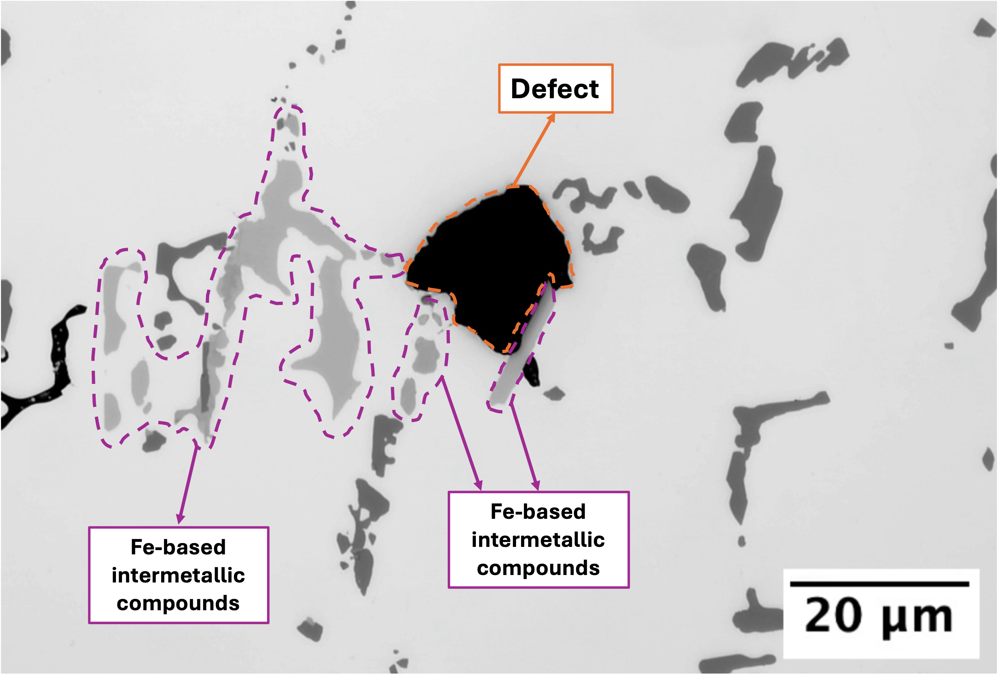 Defect
Fe-based
intermetallic
compounds
Fe-based
intermetallic
compounds
20 µm